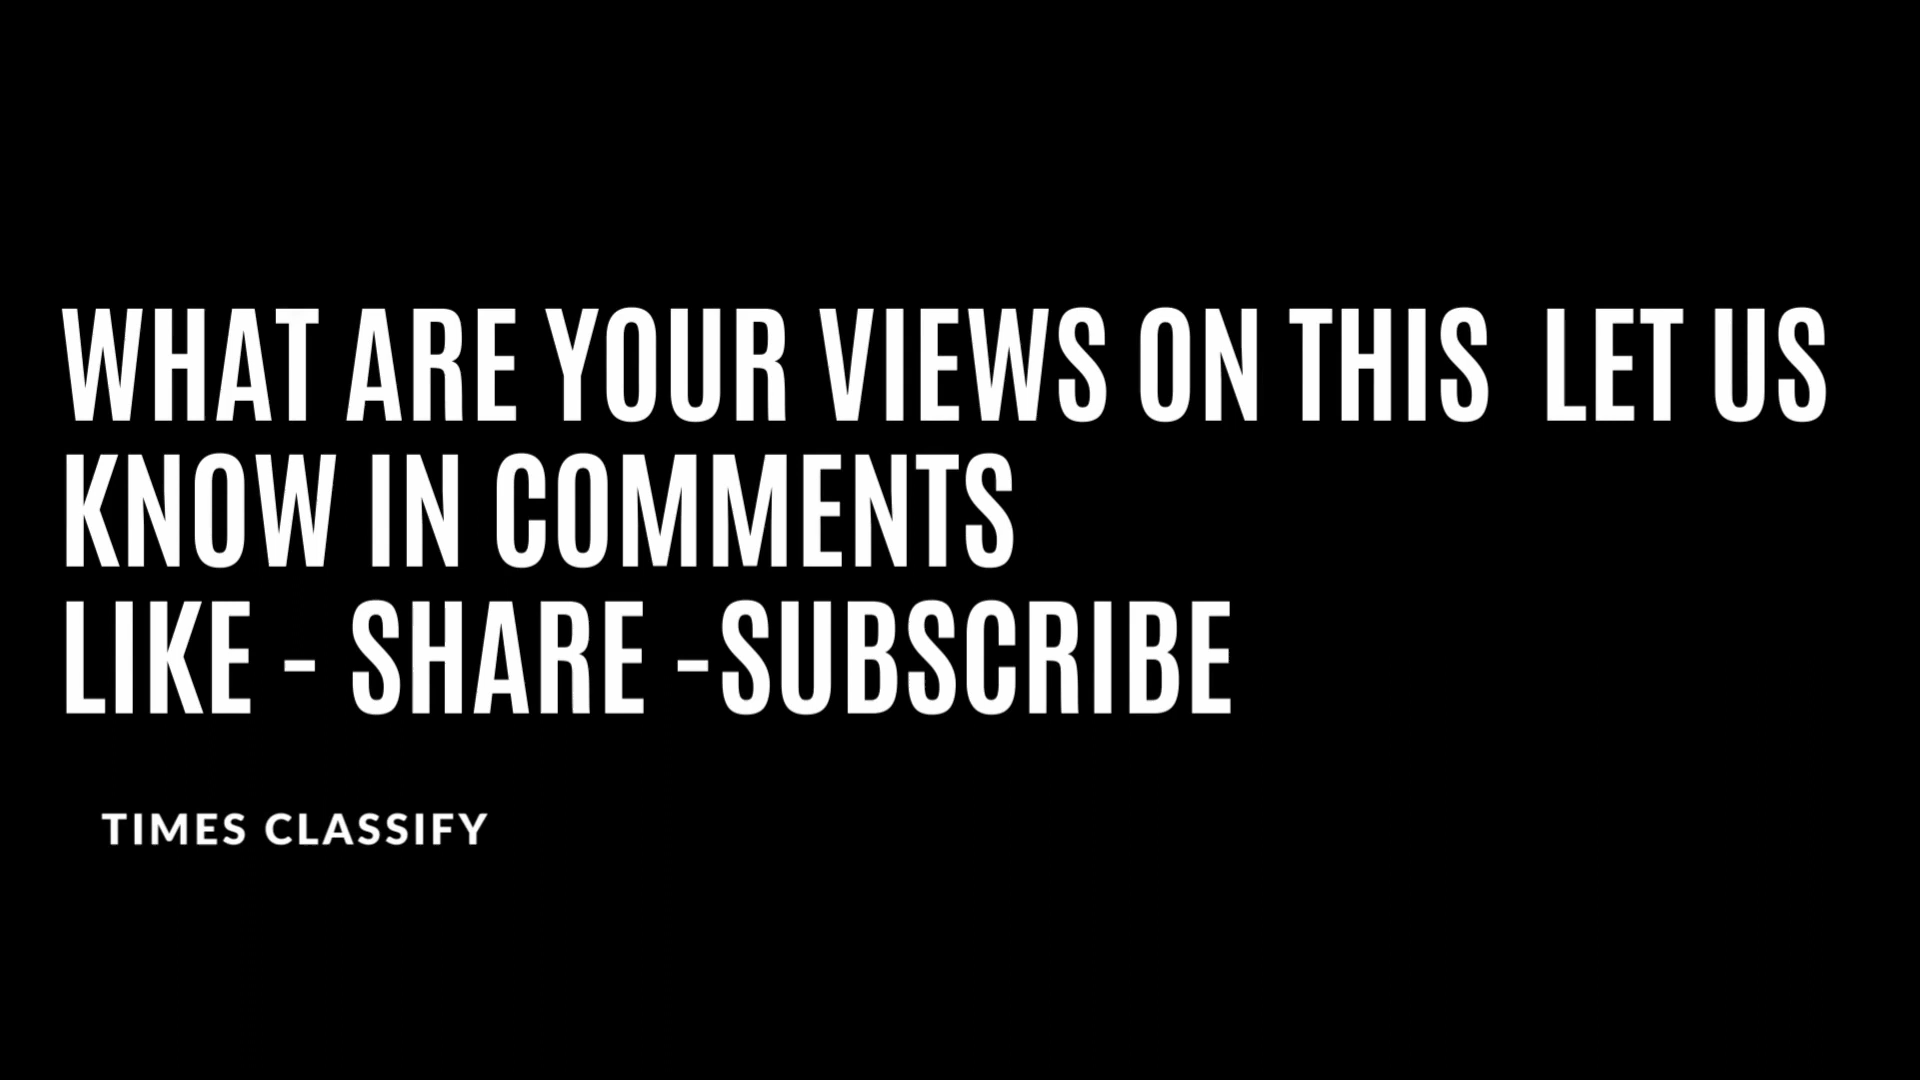 WHAT ARE YOUR VIEWS ON THIS  LET US
KNOW IN COMMENTS
LIKE - SHARE -SUBSCRIBE
TIMES CLASSIFY